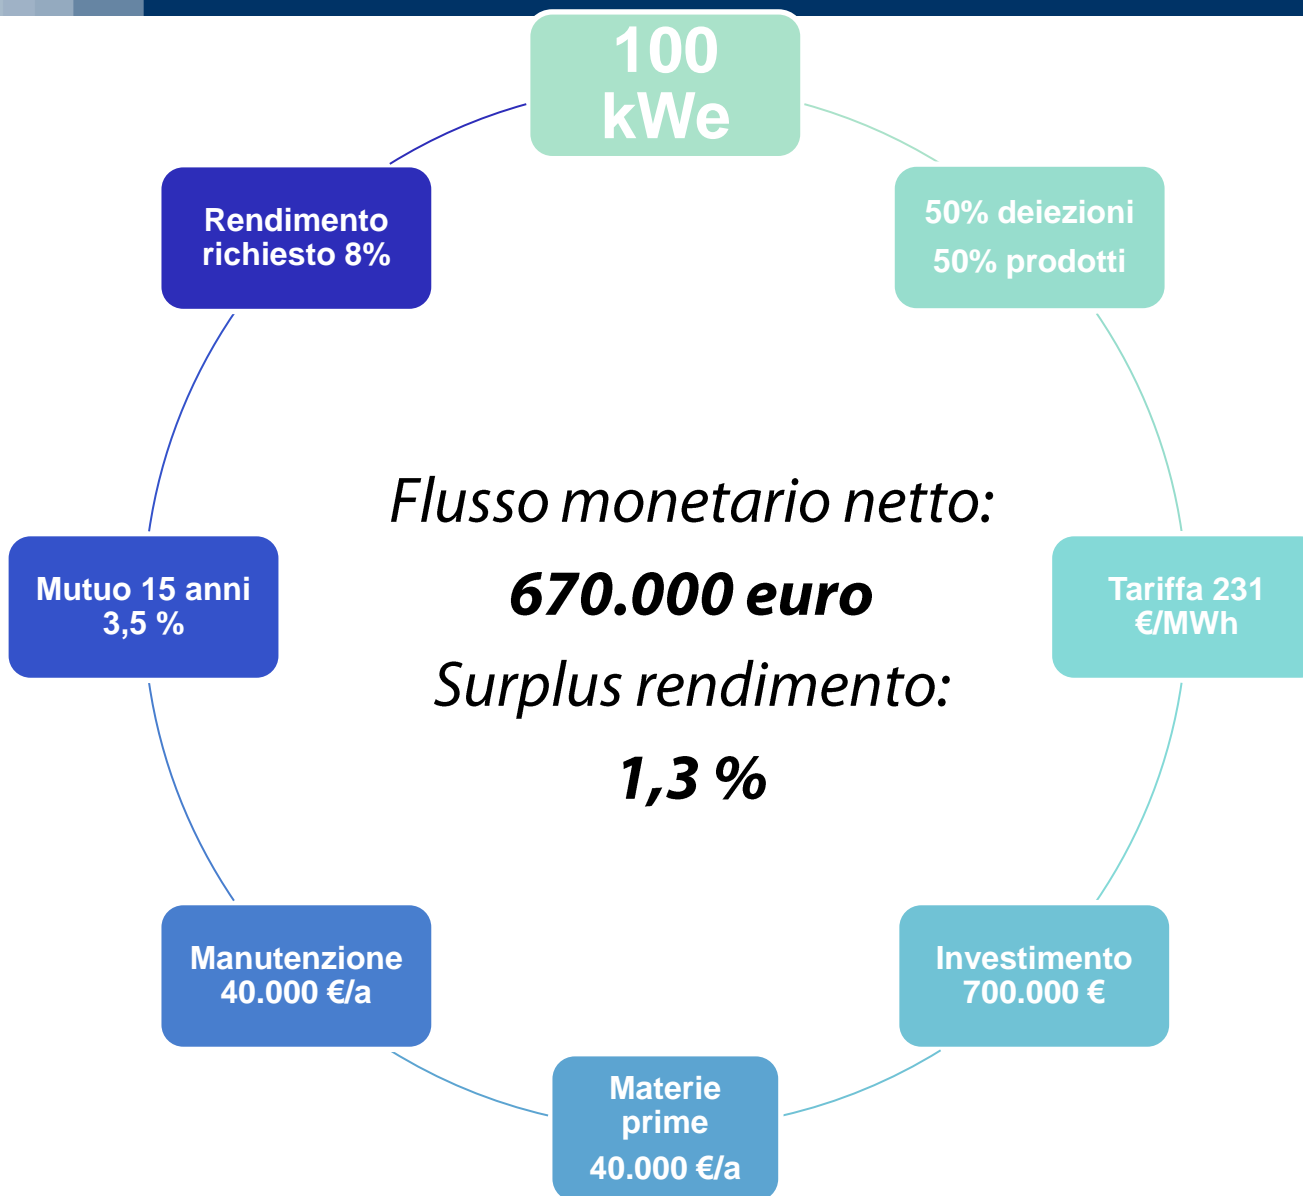 100
kWe
50% deiezioni
50% prodotti
Tariffa 231
€/MWh
Investimento
700.000 €
Materie
prime
40.000 €/a
Manutenzione
40.000 €/a
Mutuo 15 anni
3,5 %
Rendimento
richiesto 8%
Flusso monetario netto:
670.000 euro
Surplus rendimento:
1,3 %